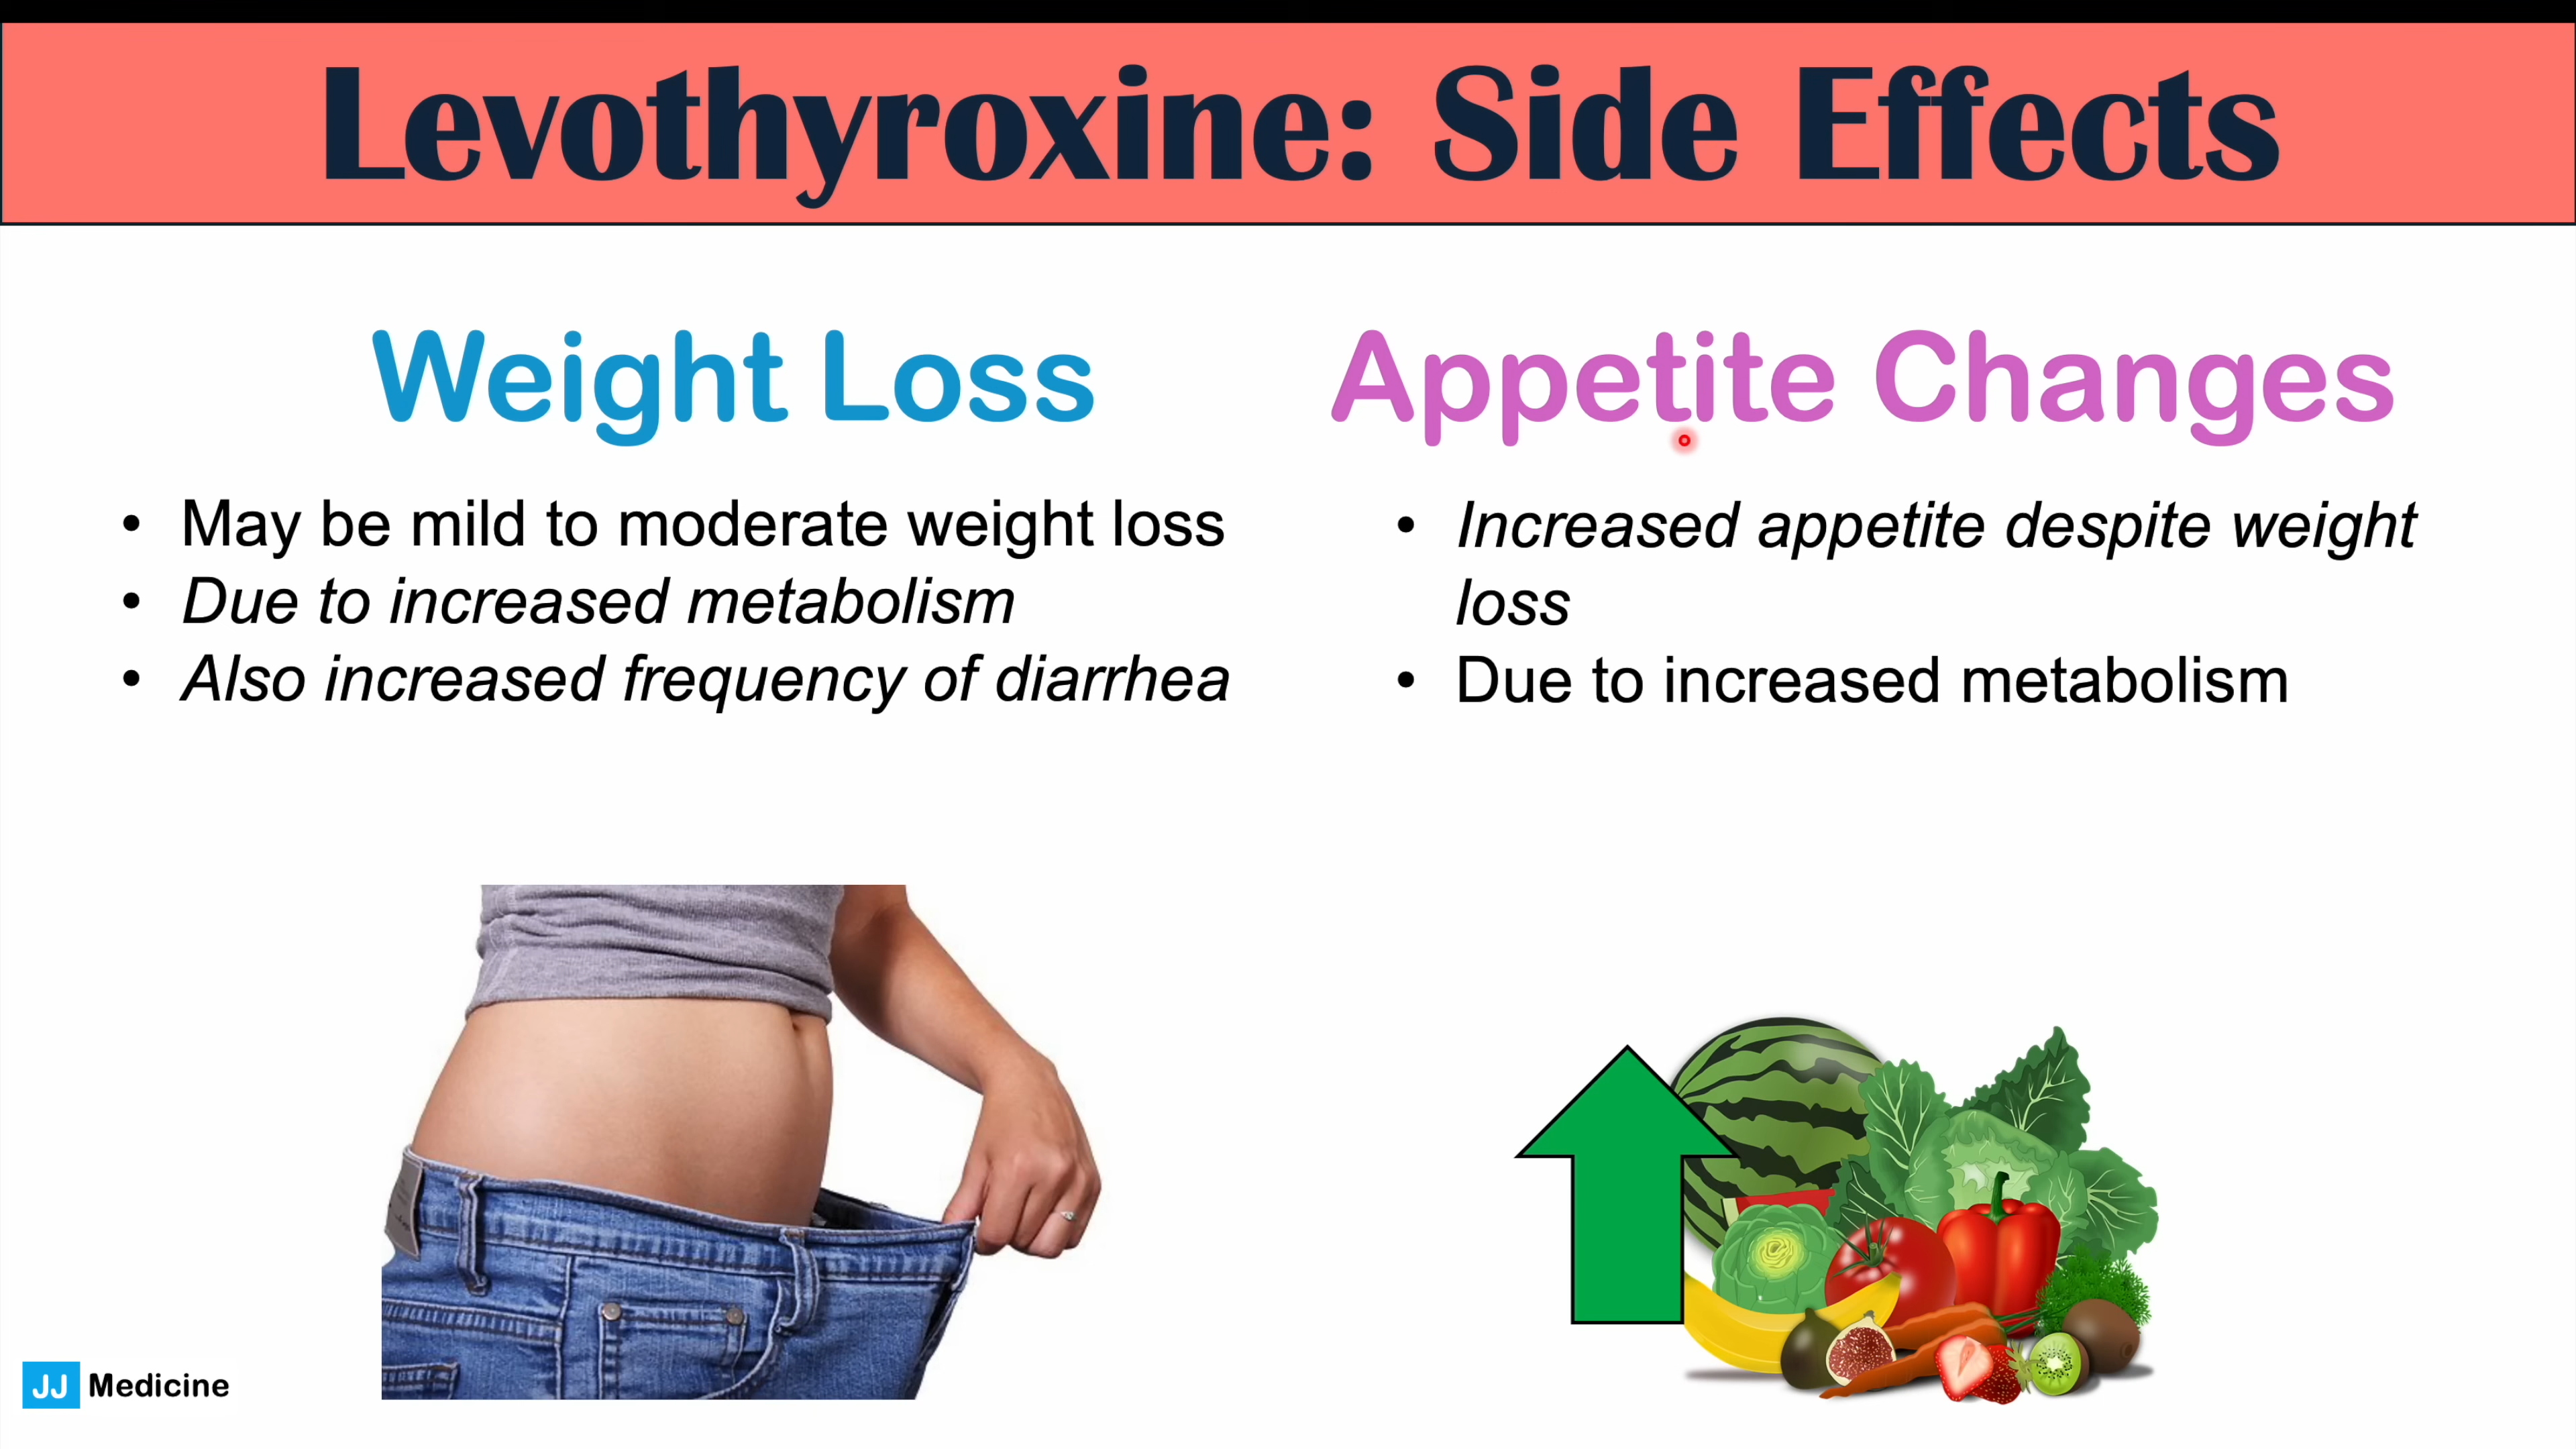 Levothyroxine: Side Effects
Weight Loss
• May be mild to moderate weight loss
• Due to increased metabolism
• Also increased frequency of diarrhea
Appetite Changes
• Increased appetite despite weight
loss
• Due to increased metabolism
JJ Medicine